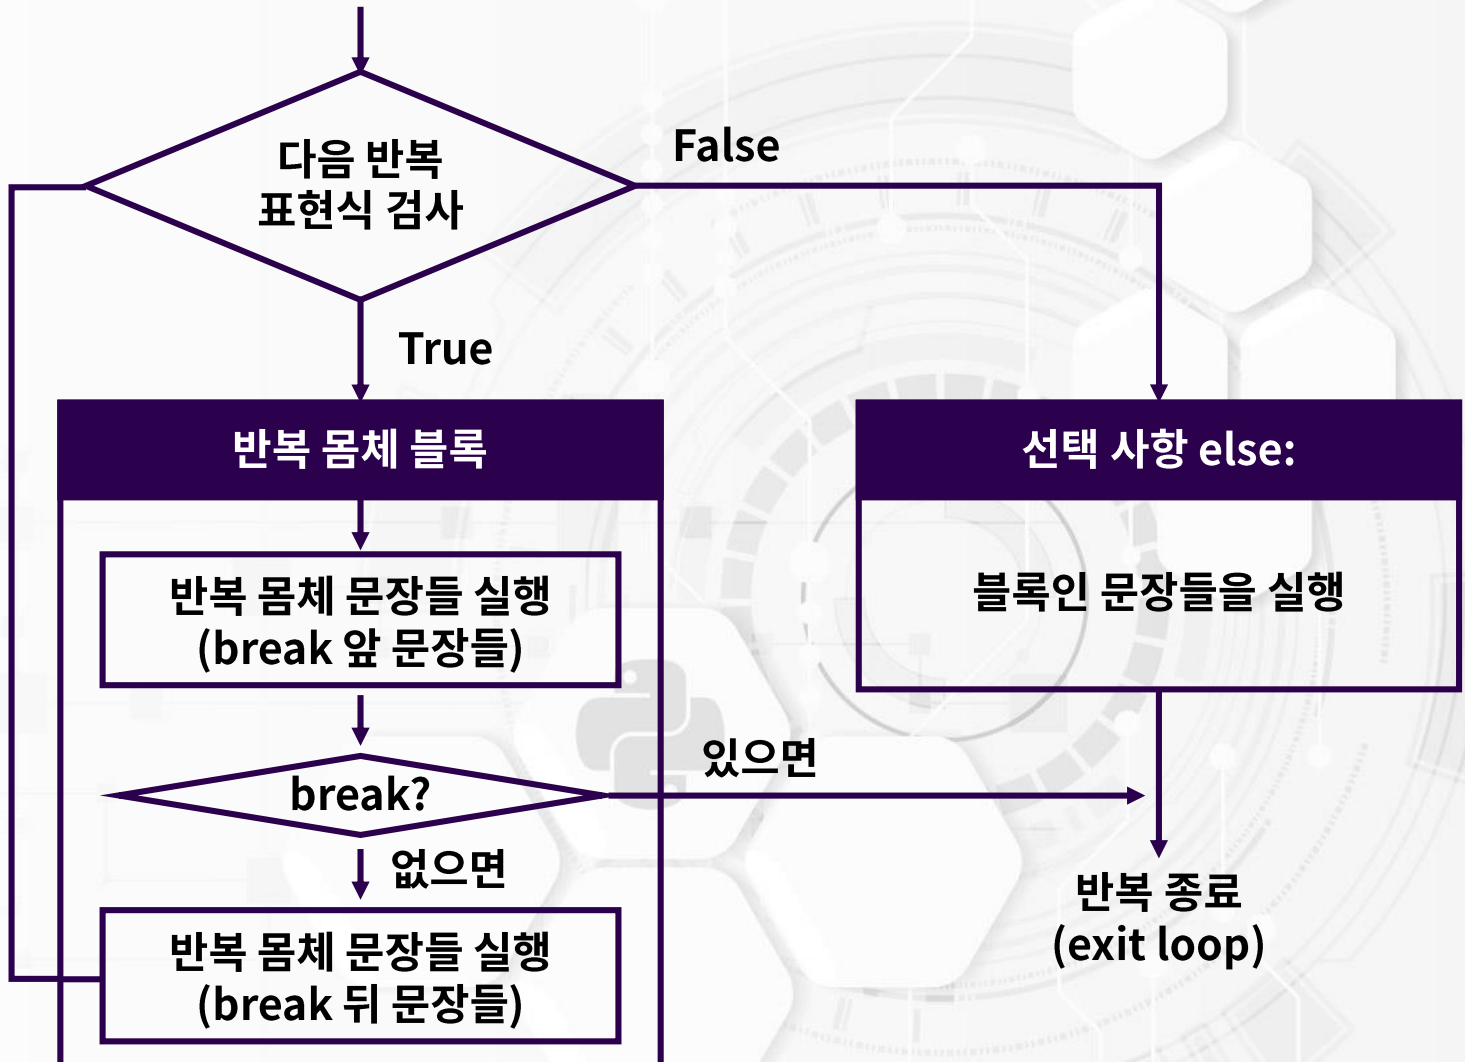 다음 반복
표현식 검사
False
True
반복 몸체 블록
선택 사항 else:
반복 몸체 문장들 실행
(break 앞 문장들)
블록인 문장들을 실행
break?
있으면
없으면
반복 몸체 문장들 실행
(break 뒤 문장들)
반복 종료
(exit loop)